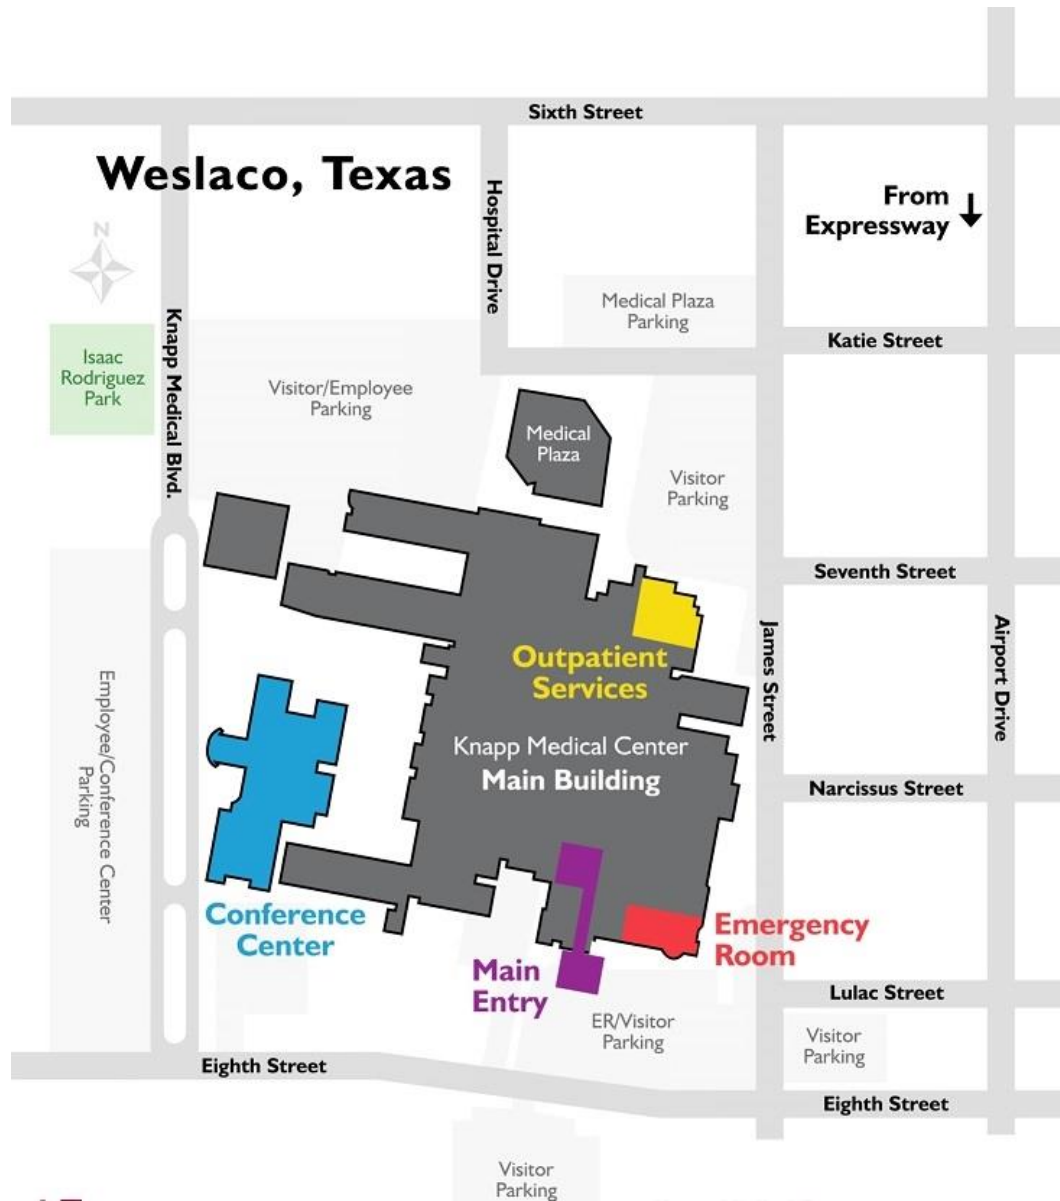 Sixth Street
Weslaco, Texas
Hospital Drive
From
Expressway
N
Medical Plaza
Parking
Knapp Medical Blvd.
Katie Street
Isaac
Rodriguez
Park
Visitor/Employee
Parking
Medical
Plaza
Visitor
Parking
Seventh Street
James Street
Airport Drive
Outpatient
Services
Employee/Conference Center
Parking
Knapp Medical Center
Main Building
Narcissus Street
Conference
Center
Emergency
Room
Main
Entry
Lulac Street
ER/Visitor
Parking
Visitor
Parking
Eighth Street
Eighth Street
Visitor
Parking